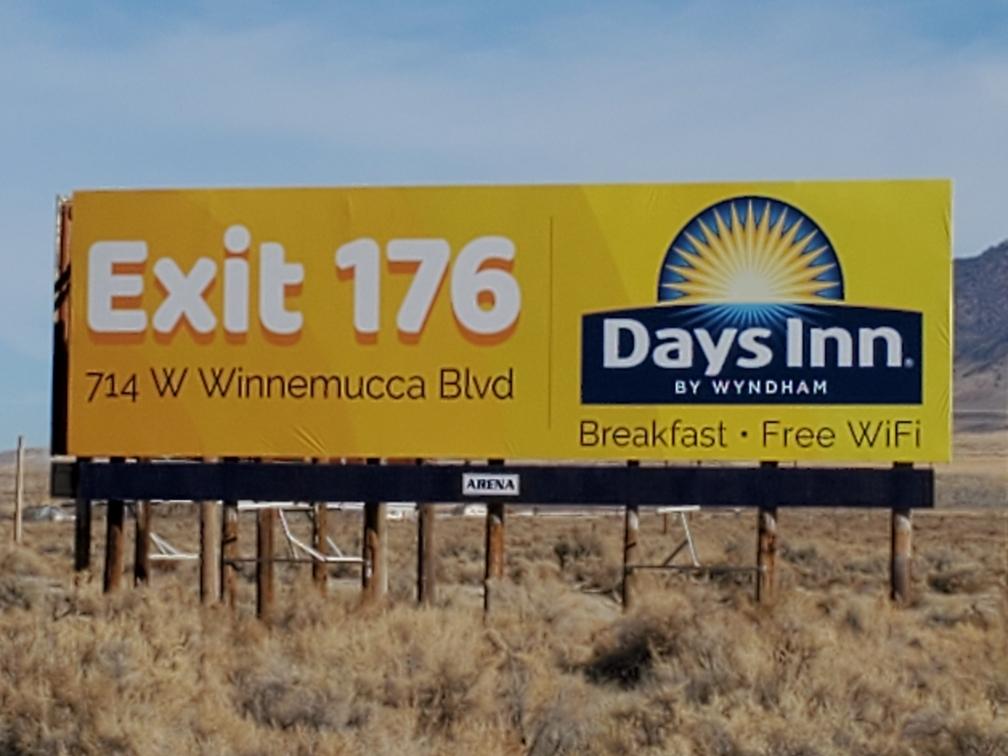 Exit 176
714 W Winnemucca Blvd
Days Inn.
BY WYNDHAM
Breakfast • Free WiFi
ARENA